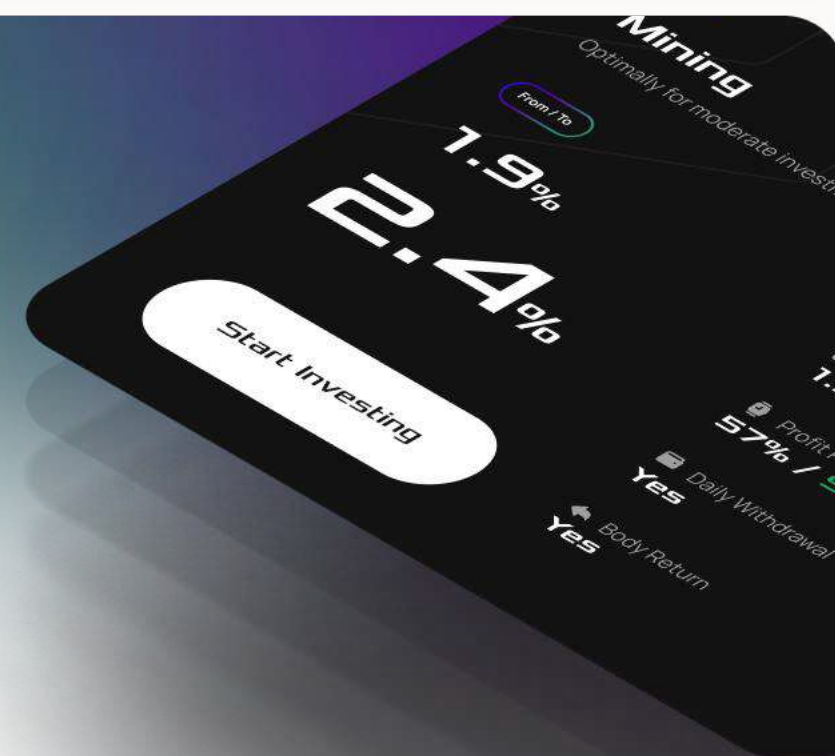 Mining
Optimally for moderate
From / To
1.9%
2.4%
Start Investing
Profit
57% /
Daily Withdrawal
Yes
Body Return
Yes